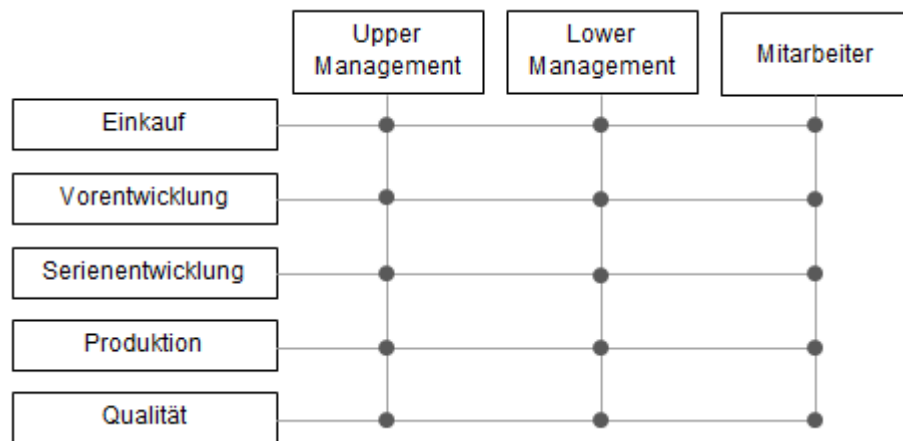 Upper
Management
Lower
Management
Mitarbeiter
Einkauf
Vorentwicklung
Serienentwicklung
Produktion
Qualität